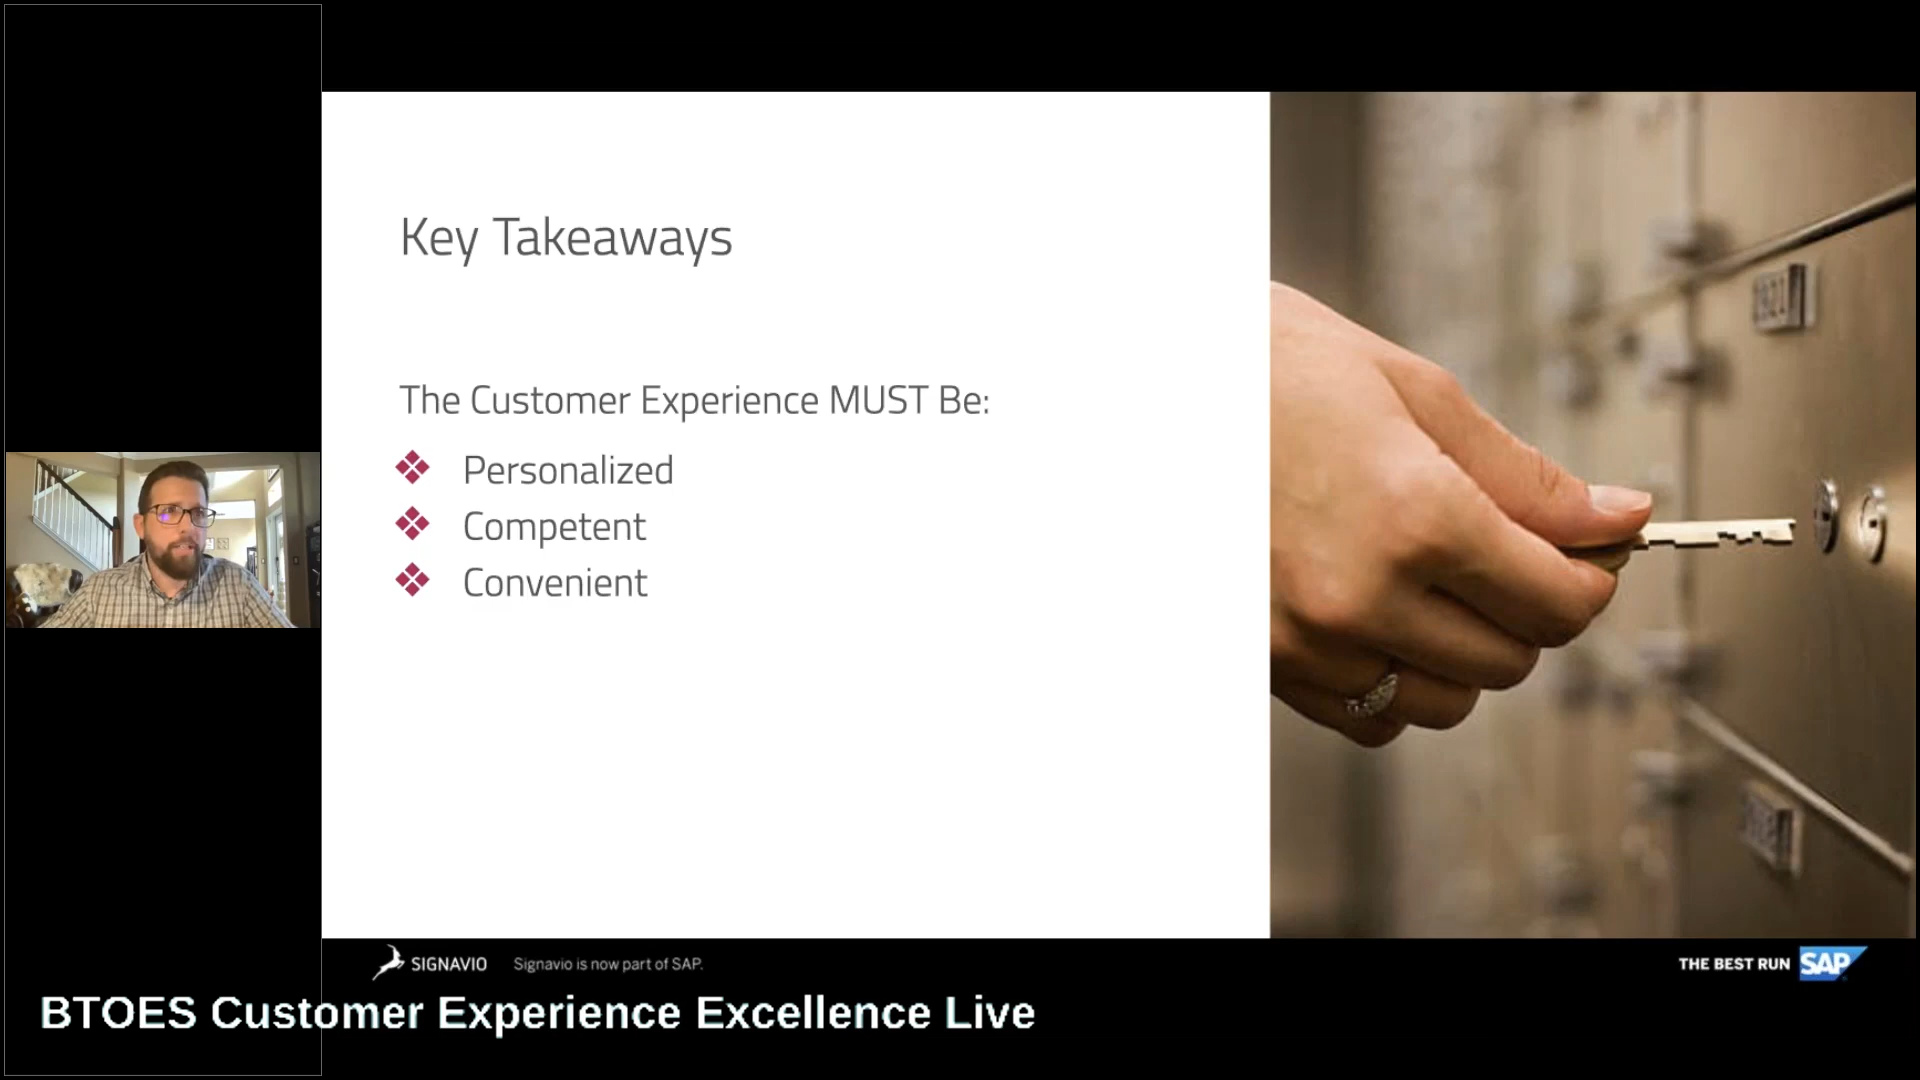 Key Takeaways
The Customer Experience MUST Be:
Personalized
Competent
Convenient
SIGNAVIO Signavio is now part of SAP.
THE BEST RUN SAP
BTOES Customer Experience Excellence Live